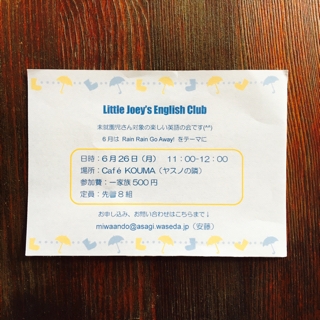 Little Joey's English Club
未就園児さん対象の楽しい英語の会です(^^)
6月は Rain Rain Go Away! をテーマに
日時：6月26日（月） 11：00-12：00
場所：Café KOUMA（ヤスノの隣）
参加費：一家族500円
定員：先着8組
お申し込み、お問い合わせはこちらまで↓
miwaando@asagi.waseda.jp（安藤）